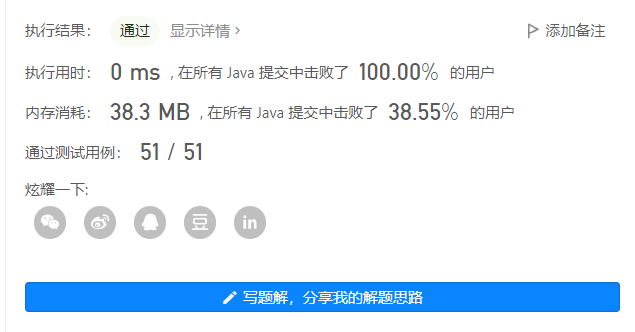 执行结果： 通过 显示详情 > 添加备注
执行用时： 0 ms , 在所有 Java 提交中击败了 100.00% 的用户
内存消耗： 38.3 MB , 在所有 Java 提交中击败了 38.55% 的用户
通过测试用例： 51 / 51
炫耀一下:
豆 in
写题解，分享我的解题思路